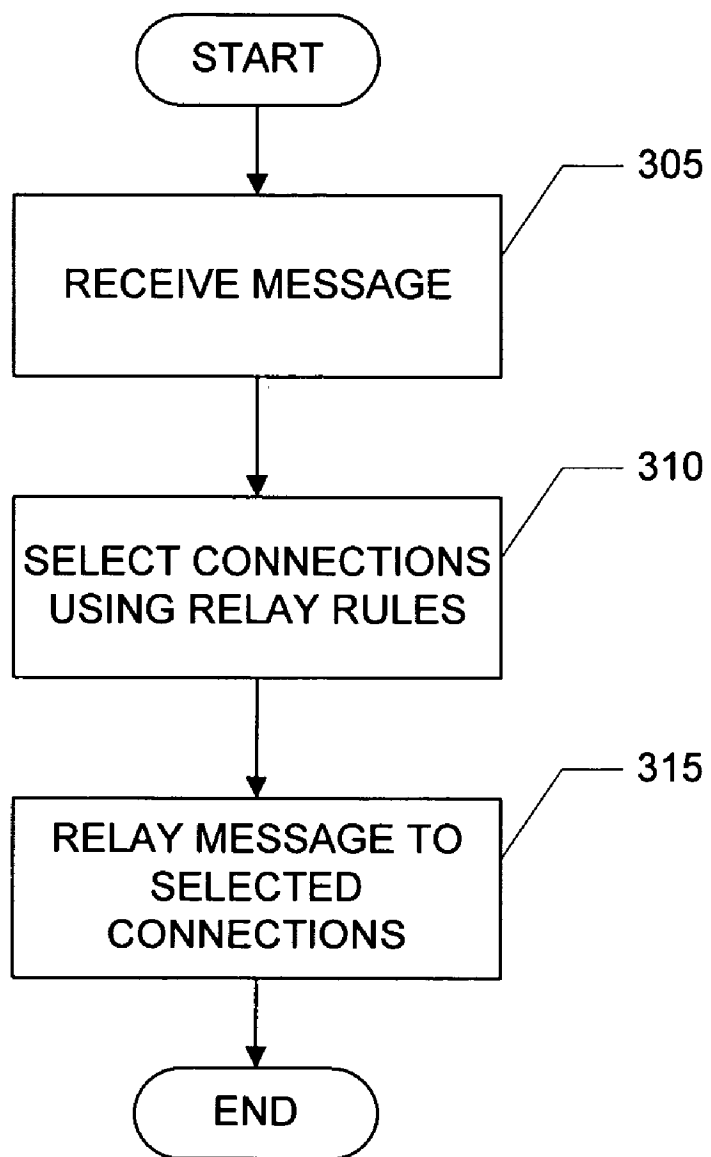 START
305
RECEIVE MESSAGE
310
SELECT CONNECTIONS
USING RELAY RULES
315
RELAY MESSAGE TO
SELECTED
CONNECTIONS
END